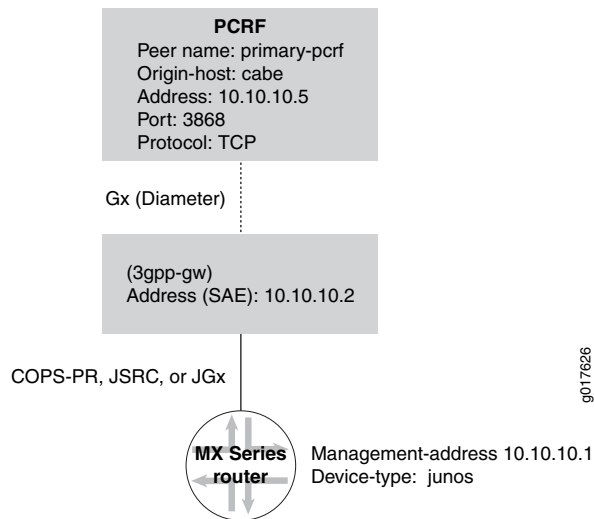 PCRF
Peer name: primary-pcrf
Origin-host: cabe
Address: 10.10.10.5
Port: 3868
Protocol: TCP
Gx (Diameter)
(3gpp-gw)
Address (SAE): 10.10.10.2
COPS-PR, JSRC, or JGx
g017626
MX Series
router
Management-address 10.10.10.1
Device-type: junos